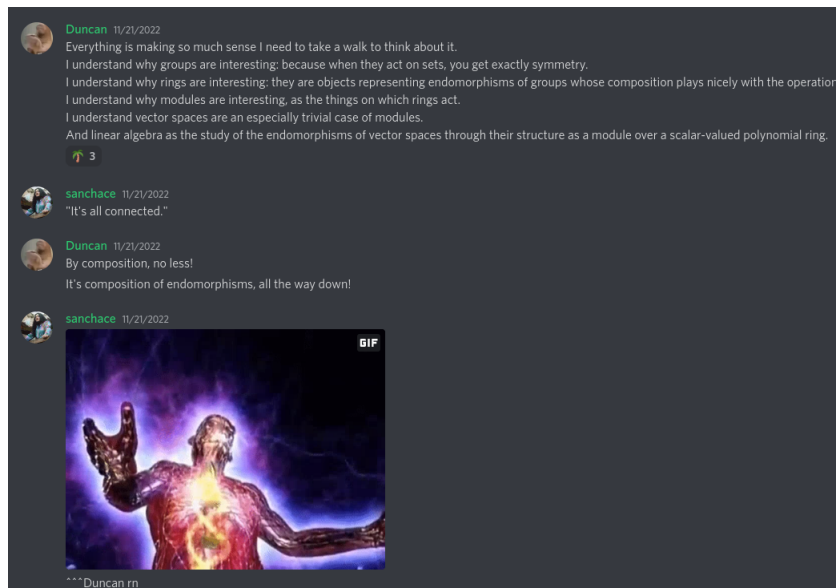 Duncan 11/21/2022
Everything is making so much sense I need to take a walk to think about it.
I understand why groups are interesting: because when they act on sets, you get exactly symmetry.
I understand why rings are interesting: they are objects representing endomorphisms of groups whose composition plays nicely with the operation
I understand why modules are interesting, as the things on which rings act.
I understand vector spaces are an especially trivial case of modules.
And linear algebra as the study of the endomorphisms of vector spaces through their structure as a module over a scalar-valued polynomial ring.
3
sanchace 11/21/2022
"It's all connected."
Duncan 11/21/2022
By composition, no less!
It's composition of endomorphisms, all the way down!
sanchace 11/21/2022
GIF
^^^Duncan rn